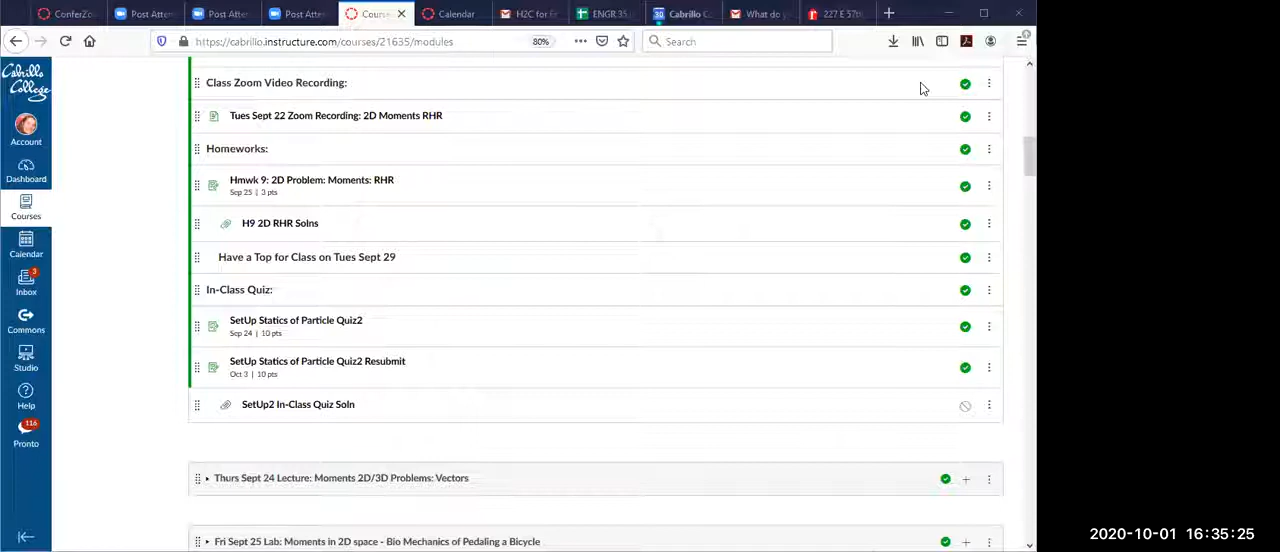 ConferZo
Post Atter
Post Atter
Post Atter
Course
Calendar
H2C for Er
ENGR 35
Cabrillo C
What do y
227 E 57th
https://cabrillo.instructure.com/courses/21635/modules
80%
Search
Cabrillo College
Account
Dashboard
Courses
Calendar
3
Inbox
Commons
Studio
Help
116
Pronto
Class Zoom Video Recording:
Tues Sept 22 Zoom Recording: 2D Moments RHR
Homeworks:
Hmwk 9: 2D Problem: Moments: RHR
Sep 25 | 3 pts
H9 2D RHR Solns
Have a Top for Class on Tues Sept 29
In-Class Quiz:
SetUp Statics of Particle Quiz2
Sep 24 | 10 pts
SetUp Statics of Particle Quiz2 Resubmit
Oct 3 | 10 pts
SetUp2 In-Class Quiz Soln
Thurs Sept 24 Lecture: Moments 2D/3D Problems: Vectors
Fri Sept 25 Lab: Moments in 2D space - Bio Mechanics of Pedaling a Bicycle
2020-10-01 16:35:25